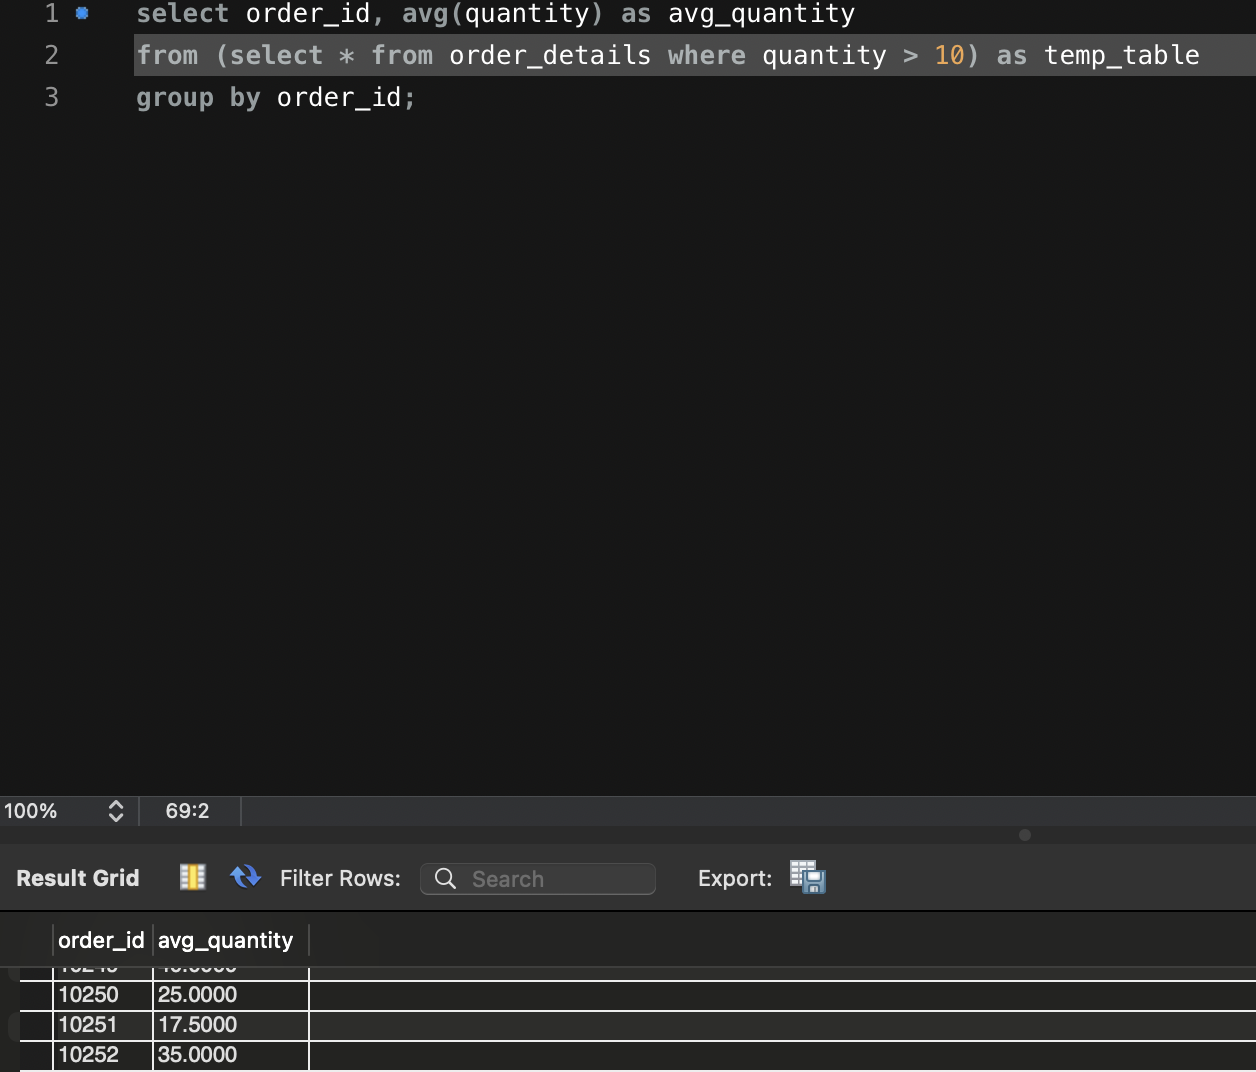 1 select order_id, avg(quantity) as avg_quantity
2 from (select * from order_details where quantity > 10) as temp_table
3 group by order_id;
100% 69:2
Result Grid Filter Rows: Search Export:
order_id avg_quantity
10250 25.0000
10251 17.5000
10252 35.0000